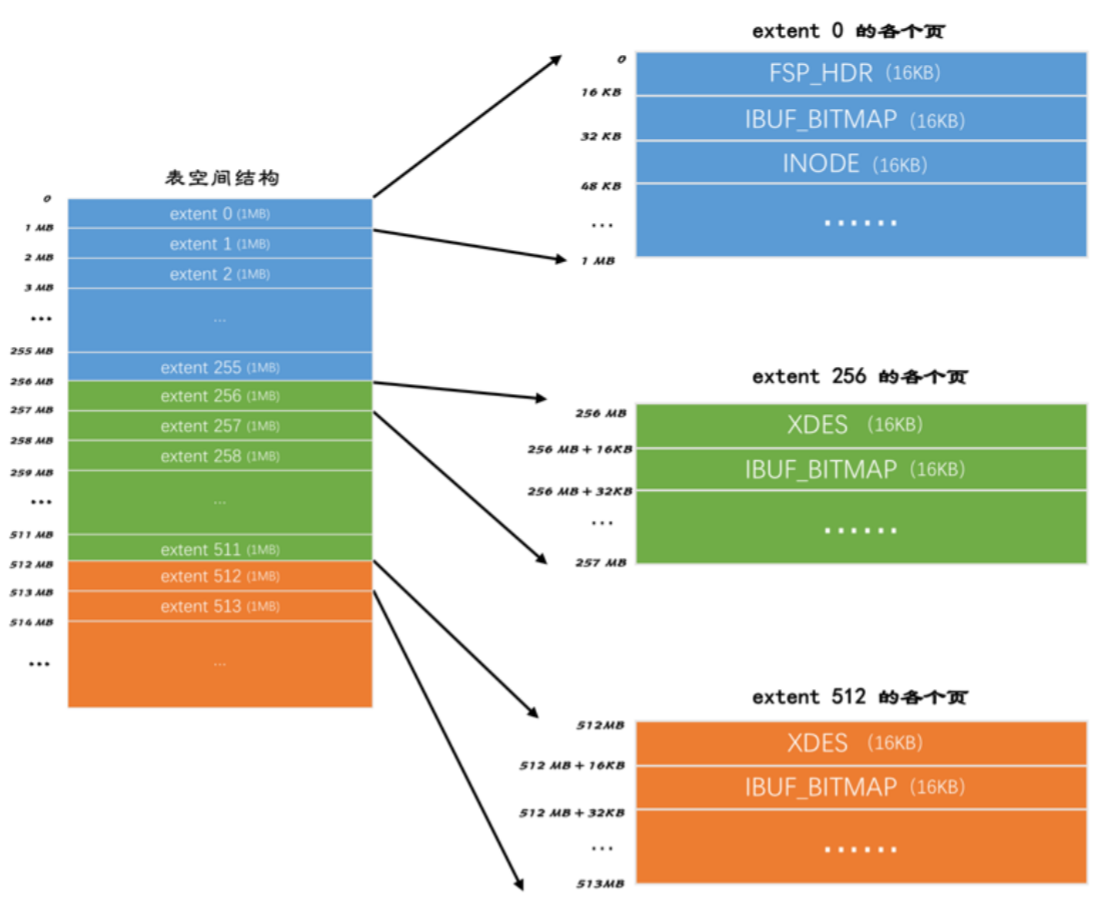 表空间结构
0
extent 0 (1MB)
1 MB
extent 1 (1MB)
2 MB
extent 2 (1MB)
3 MB
...
...
255 MB
extent 255 (1MB)
256 MB
extent 256 (1MB)
257 MB
extent 257 (1MB)
258 MB
extent 258 (1MB)
259 MB
...
...
511 MB
extent 511 (1MB)
512 MB
extent 512 (1MB)
513 MB
extent 513 (1MB)
514 MB
...
...
extent 0 的各个页
0
FSP_HDR (16KB)
16 KB
IBUF_BITMAP (16KB)
32 KB
INODE (16KB)
48 KB
...
......
1 MB
extent 256 的各个页
256 MB
XDES (16KB)
256 MB + 16KB
IBUF_BITMAP (16KB)
256 MB + 32KB
...
......
257 MB
extent 512 的各个页
512MB
XDES (16KB)
512 MB + 16KB
IBUF_BITMAP (16KB)
512 MB + 32KB
...
......
513MB